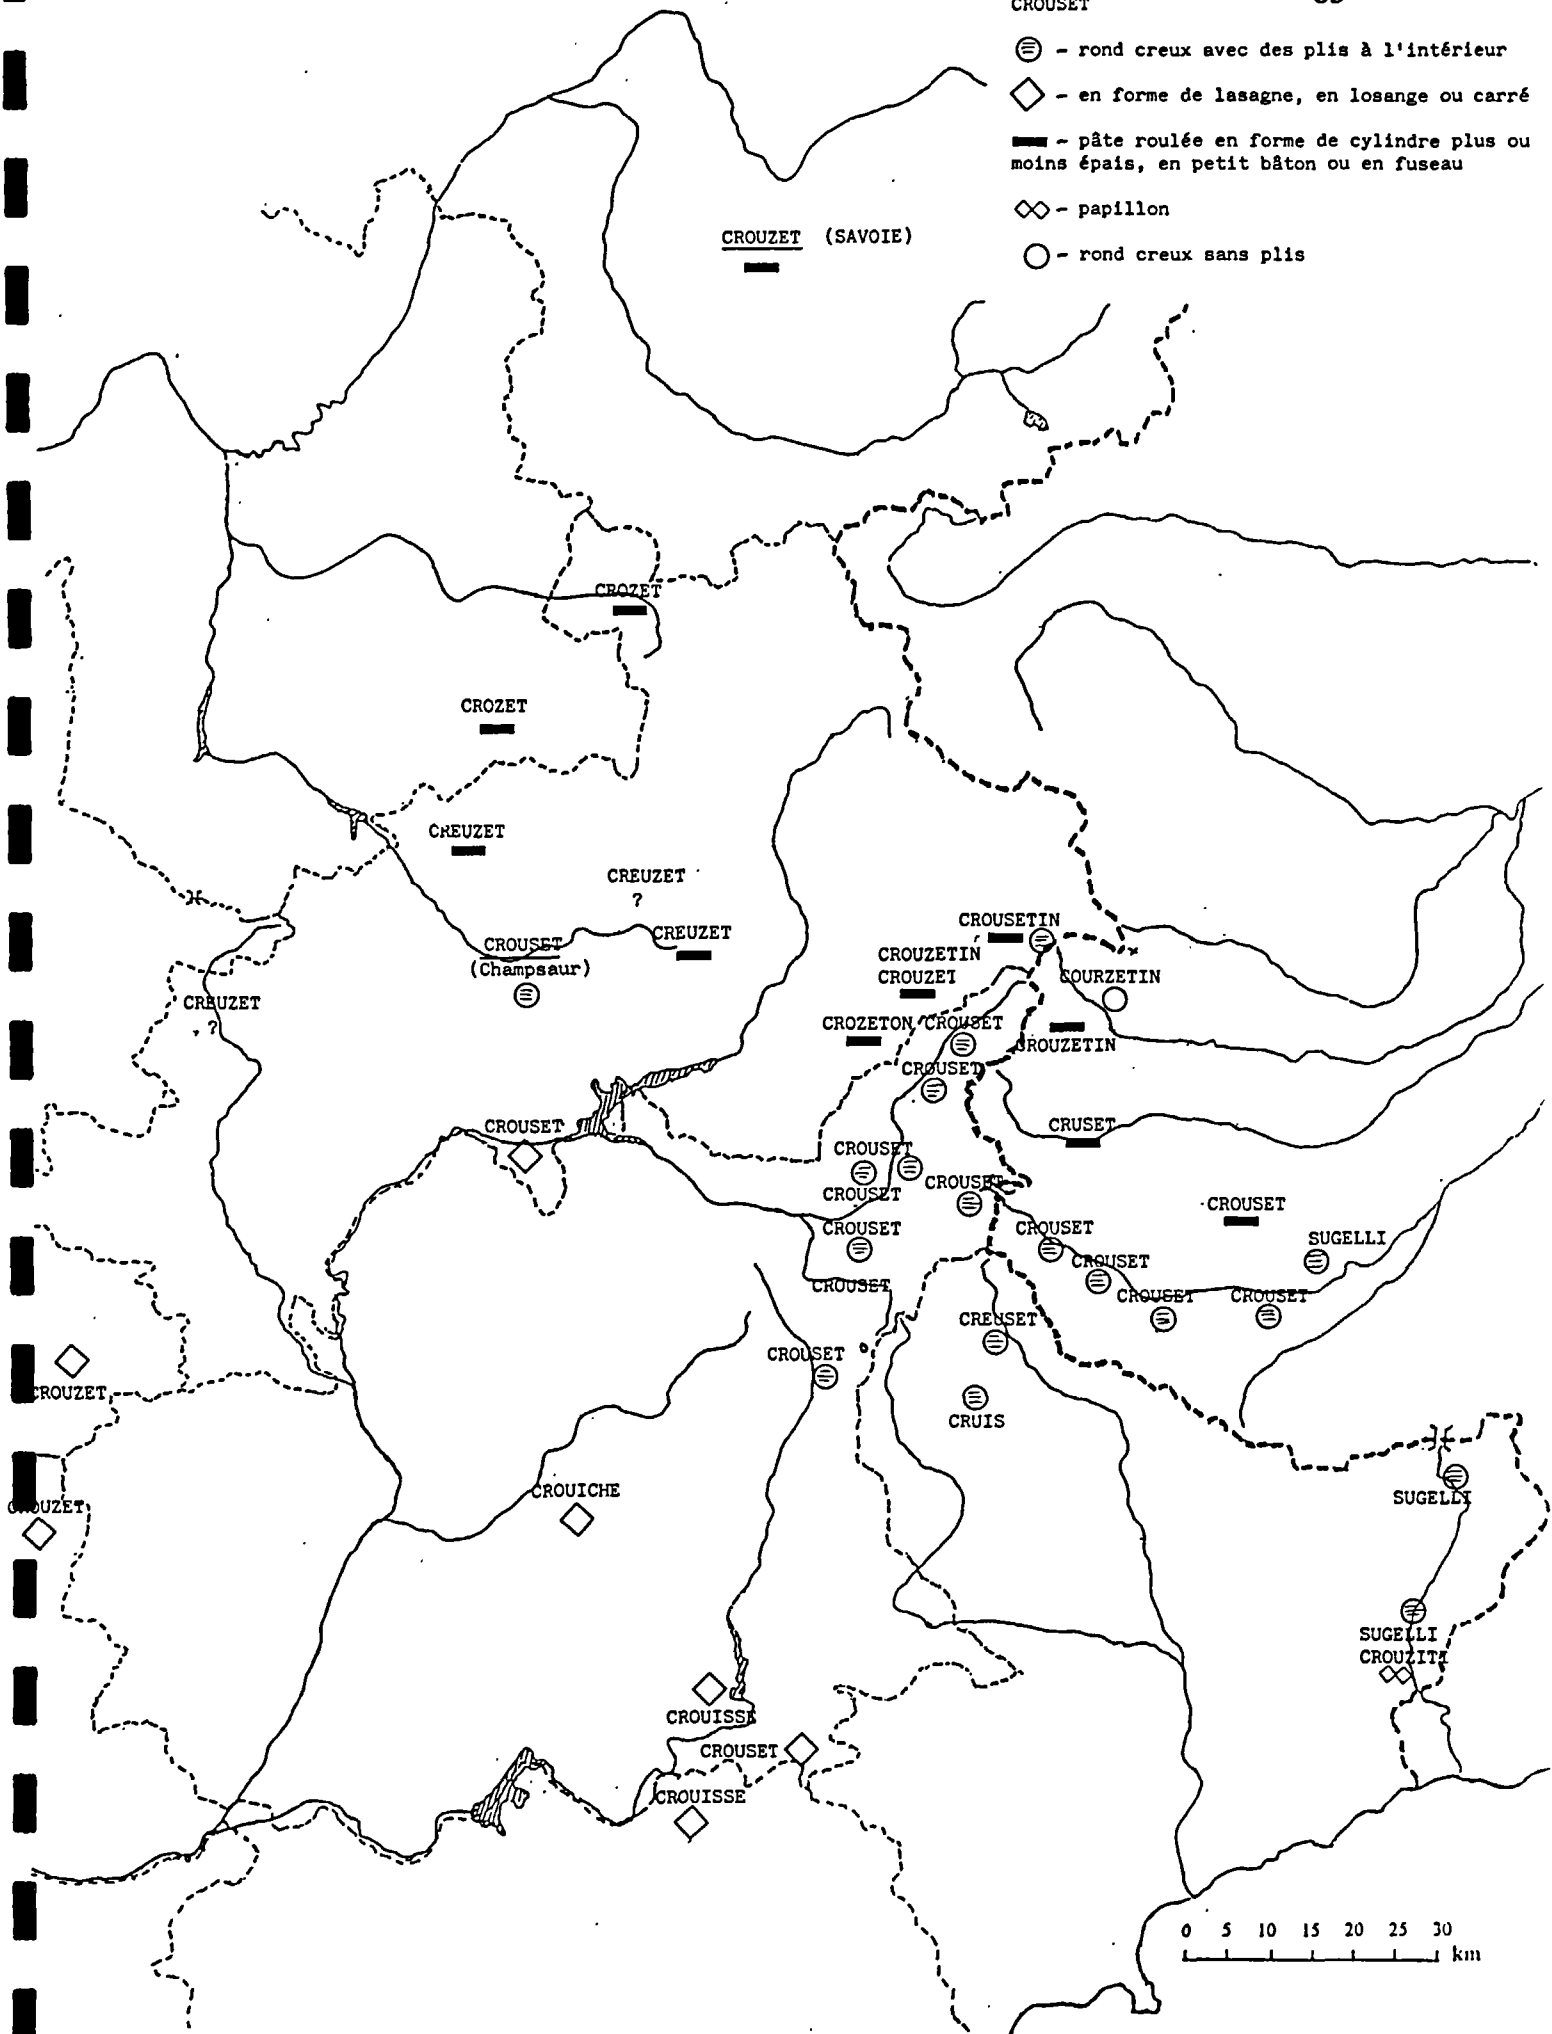 CROUSET
- rond creux avec des plis à l'intérieur
- en forme de lasagne, en losange ou carré
- pâte roulée en forme de cylindre plus ou
moins épais, en petit bâton ou en fuseau
- papillon
- rond creux sans plis
CROUZET (SAVOIE)
CROZET
CROZET
CREUZET
CREUZET
?
CROUSET
(Champsaur)
CREUZET
CREUZET
?
CROUSETIN
CROUZETIN
CROUZET
COURZETIN
CROZETON
CROUSET
CROUZETIN
CROUSET
CROUSET
CRUSET
CROUSET
CROUSET
CROUSET
CROUSET
CROUSET
CROUSET
SUGELLI
CROUSET
CROUSET
CROUSET
CROUSET
CREUSET
CROUSET
CROUZET
CRUIS
CROUZET
CROUICHE
SUGELLI
SUGELLI
CROUZITI
CROUISSE
CROUSET
CROUISSE
0 5 10 15 20 25 30
km